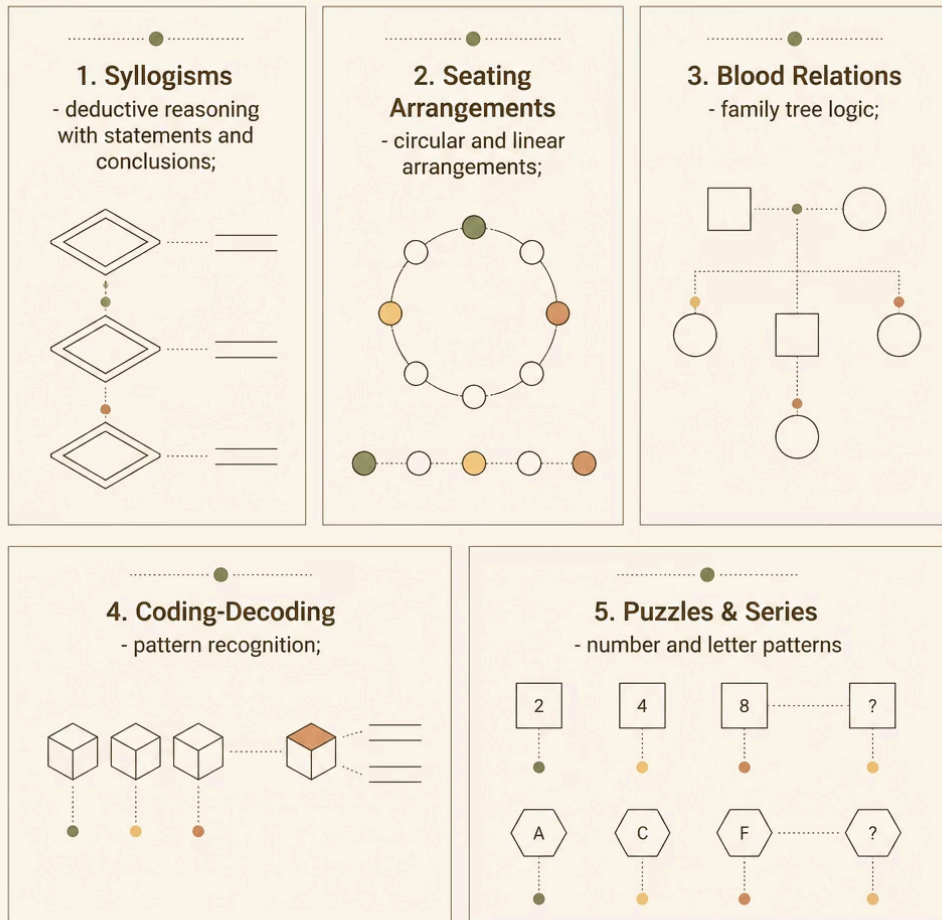 1. Syllogisms
- deductive reasoning
with statements and
conclusions;
2. Seating
Arrangements
- circular and linear
arrangements;
3. Blood Relations
- family tree logic;
4. Coding-Decoding
- pattern recognition;
5. Puzzles & Series
- number and letter patterns
2 4 8 ?
A C F ?